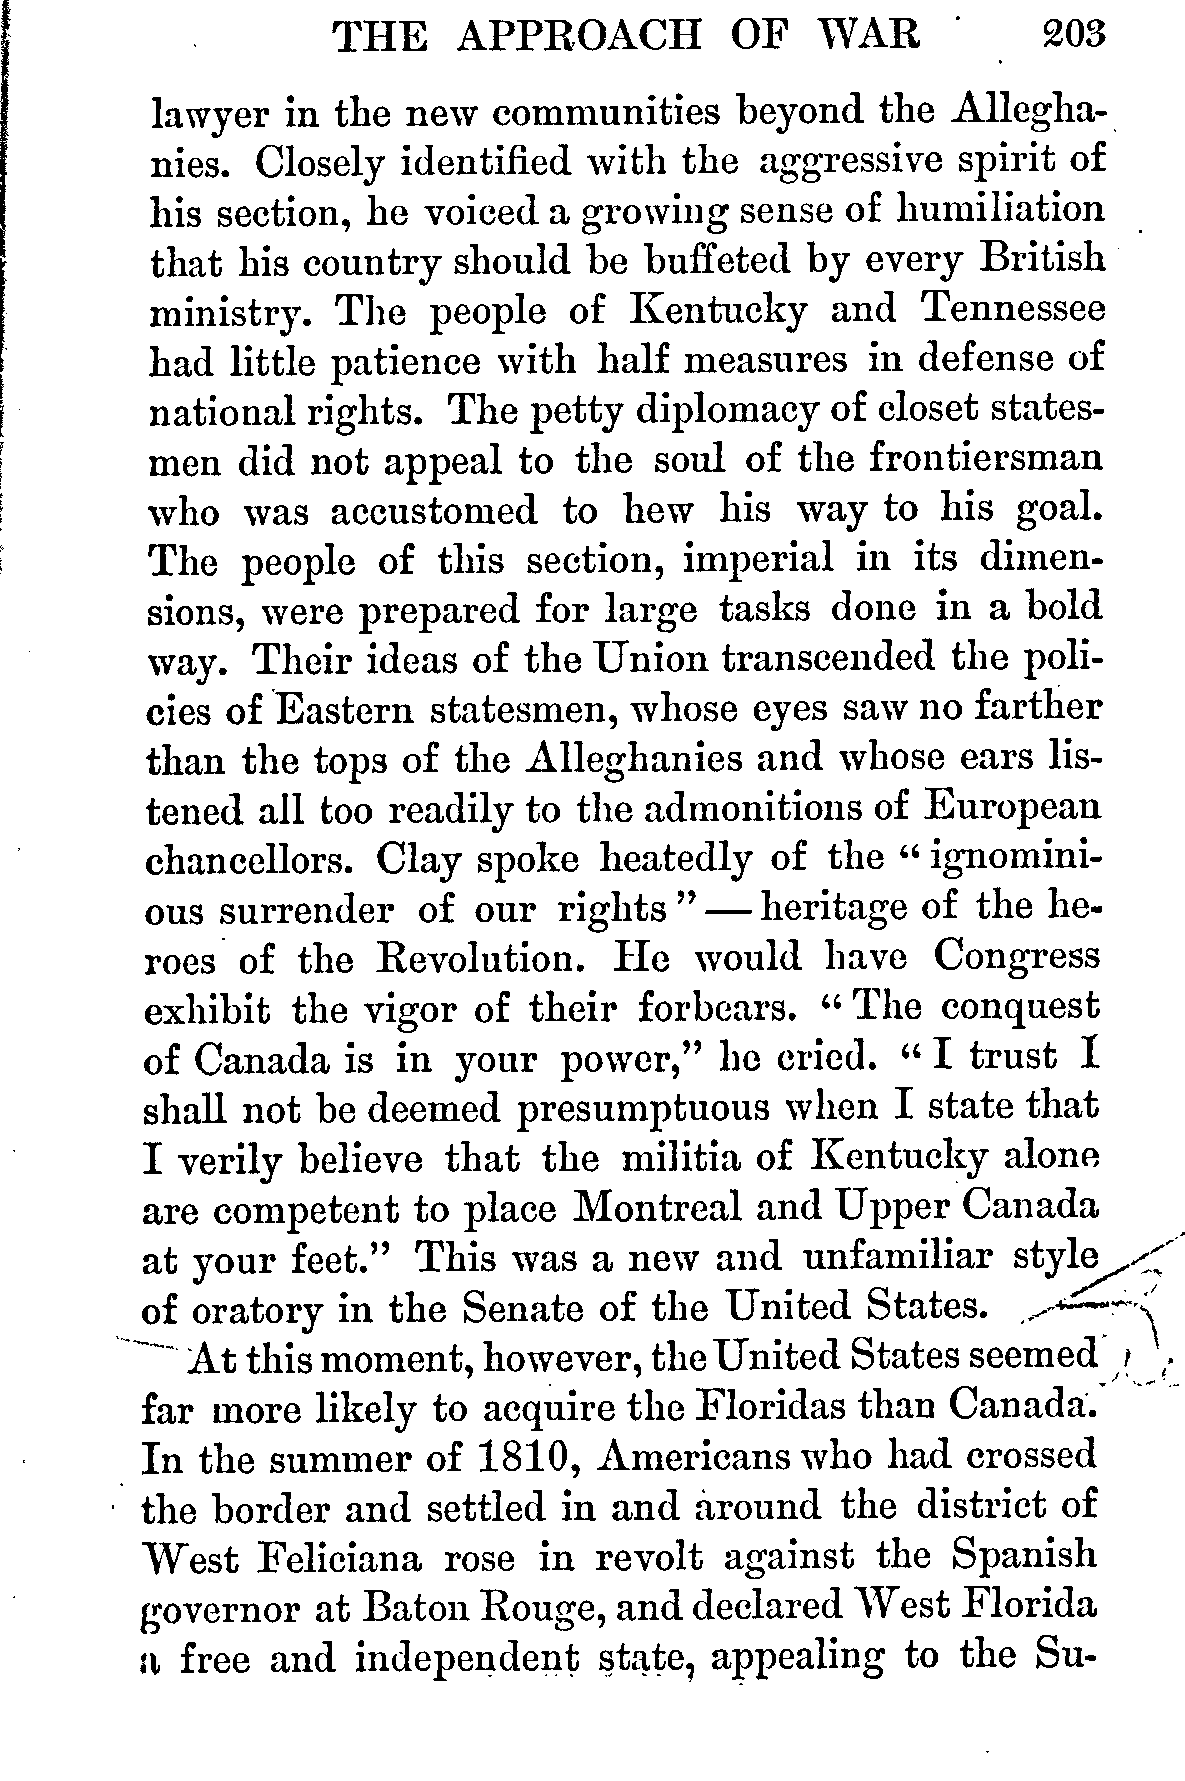 THE APPROACH OF WAR 203
lawyer in the new communities beyond the Allegha-
nies. Closely identified with the aggressive spirit of
his section, he voiced a growing sense of humiliation
that his country should be buffeted by every British
ministry. The people of Kentucky and Tennessee
had little patience with half measures in defense of
national rights. The petty diplomacy of closet states-
men did not appeal to the soul of the frontiersman
who was accustomed to hew his way to his goal.
The people of this section, imperial in its dimen-
sions, were prepared for large tasks done in a bold
way. Their ideas of the Union transcended the poli-
cies of Eastern statesmen, whose eyes saw no farther
than the tops of the Alleghanies and whose ears lis-
tened all too readily to the admonitions of European
chancellors. Clay spoke heatedly of the “ ignomini-
ous surrender of our rights ” — heritage of the he-
roes of the Revolution. He would have Congress
exhibit the vigor of their forbears. “ The conquest
of Canada is in your power,” he cried. “ I trust I
shall not be deemed presumptuous when I state that
I verily believe that the militia of Kentucky alone
are competent to place Montreal and Upper Canada
at your feet.” This was a new and unfamiliar style
of oratory in the Senate of the United States.
At this moment, however, the United States seemed
far more likely to acquire the Floridas than Canada.
In the summer of 1810, Americans who had crossed
the border and settled in and around the district of
West Feliciana rose in revolt against the Spanish
governor at Baton Rouge, and declared West Florida
a free and independent state, appealing to the Su-